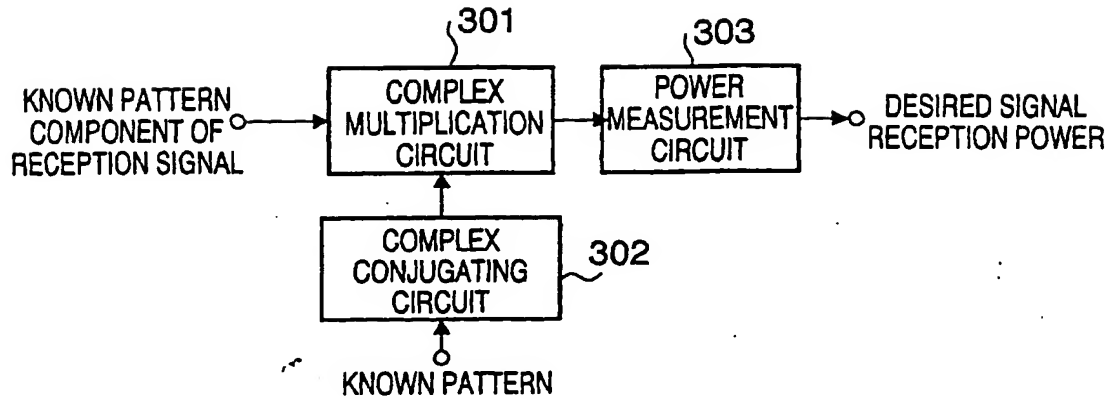 301
303
KNOWN PATTERN
COMPONENT OF
RECEPTION SIGNAL
COMPLEX
MULTIPLICATION
CIRCUIT
POWER
MEASUREMENT
CIRCUIT
DESIRED SIGNAL
RECEPTION POWER
COMPLEX
CONJUGATING
CIRCUIT
302
KNOWN PATTERN